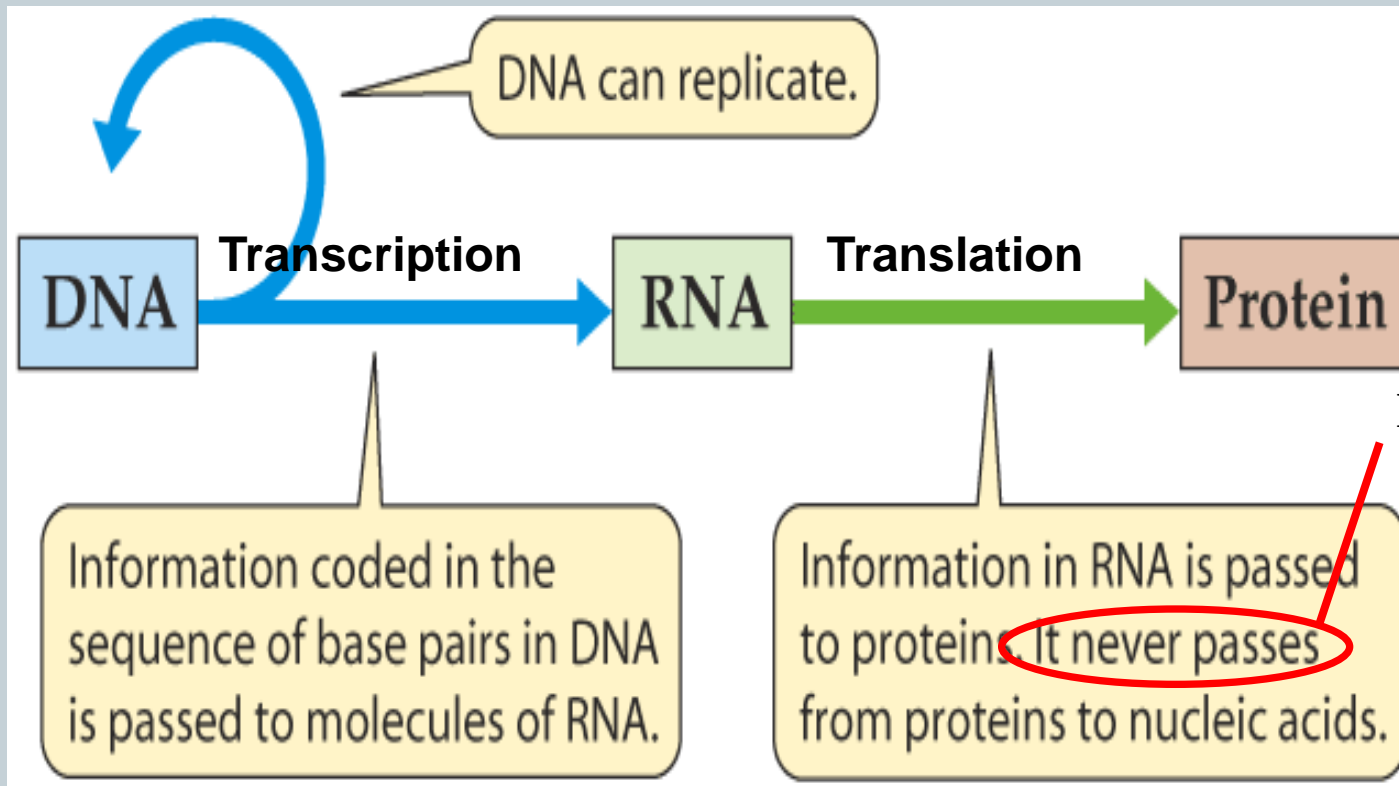 DNA can replicate.
Transcription
Translation
DNA
RNA
Protein
Information coded in the
sequence of base pairs in DNA
is passed to molecules of RNA.
Information in RNA is passed
to proteins. It never passes
from proteins to nucleic acids.